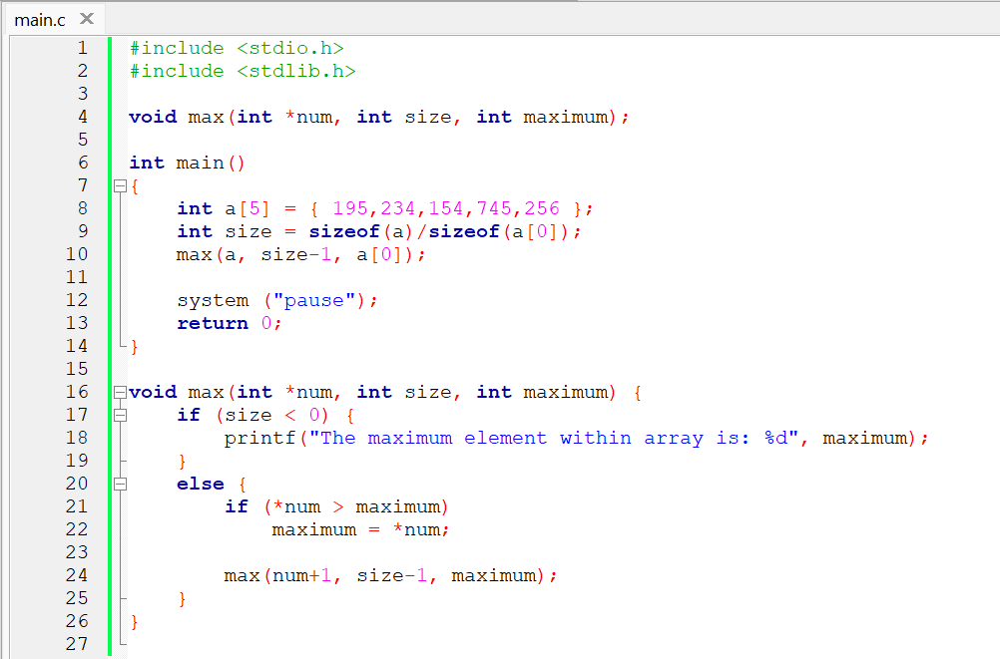 main.c
1 #include <stdio.h>
2 #include <stdlib.h>
3
4 void max(int *num, int size, int maximum);
5
6 int main()
7 {
8     int a[5] = { 195,234,154,745,256 };
9     int size = sizeof(a)/sizeof(a[0]);
10     max(a, size-1, a[0]);
11
12     system ("pause");
13     return 0;
14 }
15
16 void max(int *num, int size, int maximum) {
17     if (size < 0) {
18         printf("The maximum element within array is: %d", maximum);
19     }
20     else {
21         if (*num > maximum)
22             maximum = *num;
23
24         max(num+1, size-1, maximum);
25     }
26 }
27